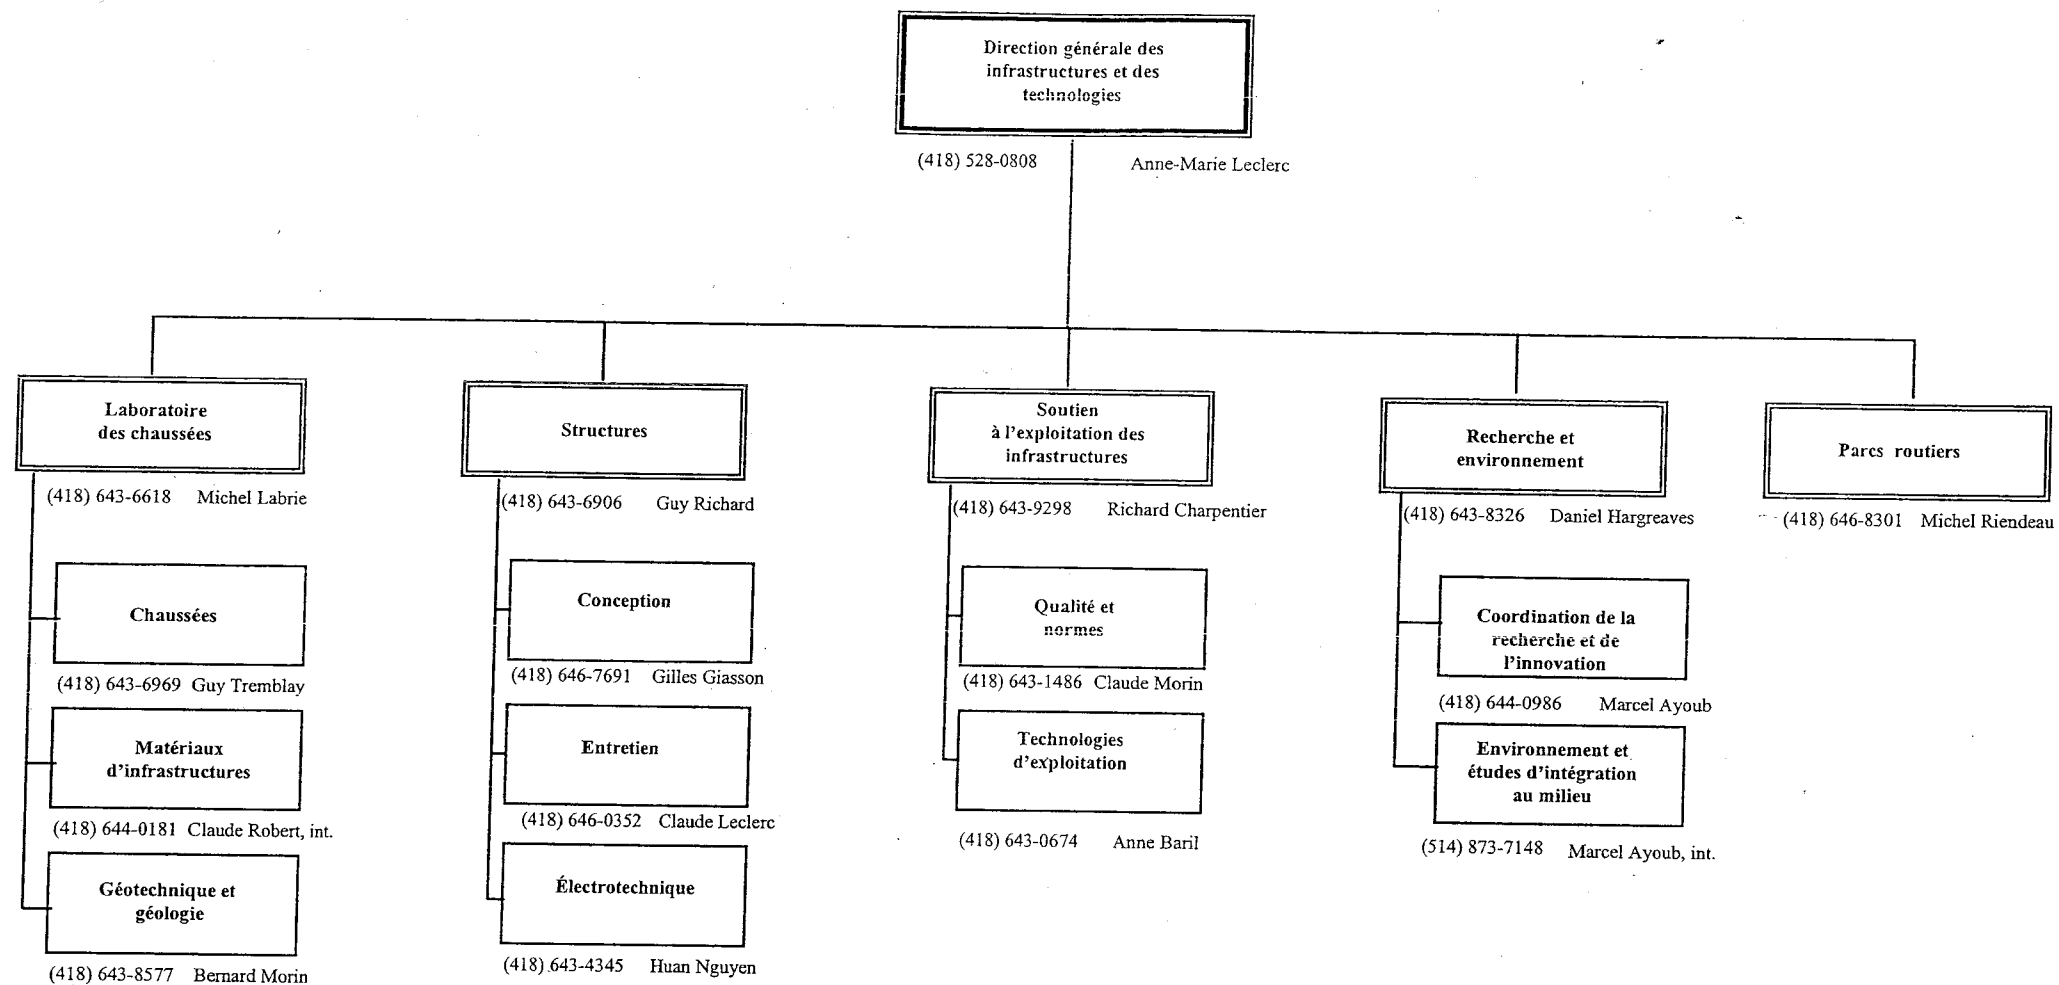 Direction générale des
infrastructures et des
technologies
(418) 528-0808 Anne-Marie Leclerc
Laboratoire
des chaussées
(418) 643-6618 Michel Labrie
Chaussées
(418) 643-6969 Guy Tremblay
Matériaux
d'infrastructures
(418) 644-0181 Claude Robert, int.
Géotechnique et
géologie
(418) 643-8577 Bernard Morin
Structures
(418) 643-6906 Guy Richard
Conception
(418) 646-7691 Gilles Giasson
Entretien
(418) 646-0352 Claude Leclerc
Électrotechnique
(418) 643-4345 Huan Nguyen
Soutien
à l'exploitation des
infrastructures
(418) 643-9298 Richard Charpentier
Qualité et
normes
(418) 643-1486 Claude Morin
Technologies
d'exploitation
(418) 643-0674 Anne Baril
Recherche et
environnement
(418) 643-8326 Daniel Hargreaves
Coordination de la
recherche et de
l'innovation
(418) 644-0986 Marcel Ayoub
Environnement et
études d'intégration
au milieu
(514) 873-7148 Marcel Ayoub, int.
Parcs routiers
(418) 646-8301 Michel Riendeau